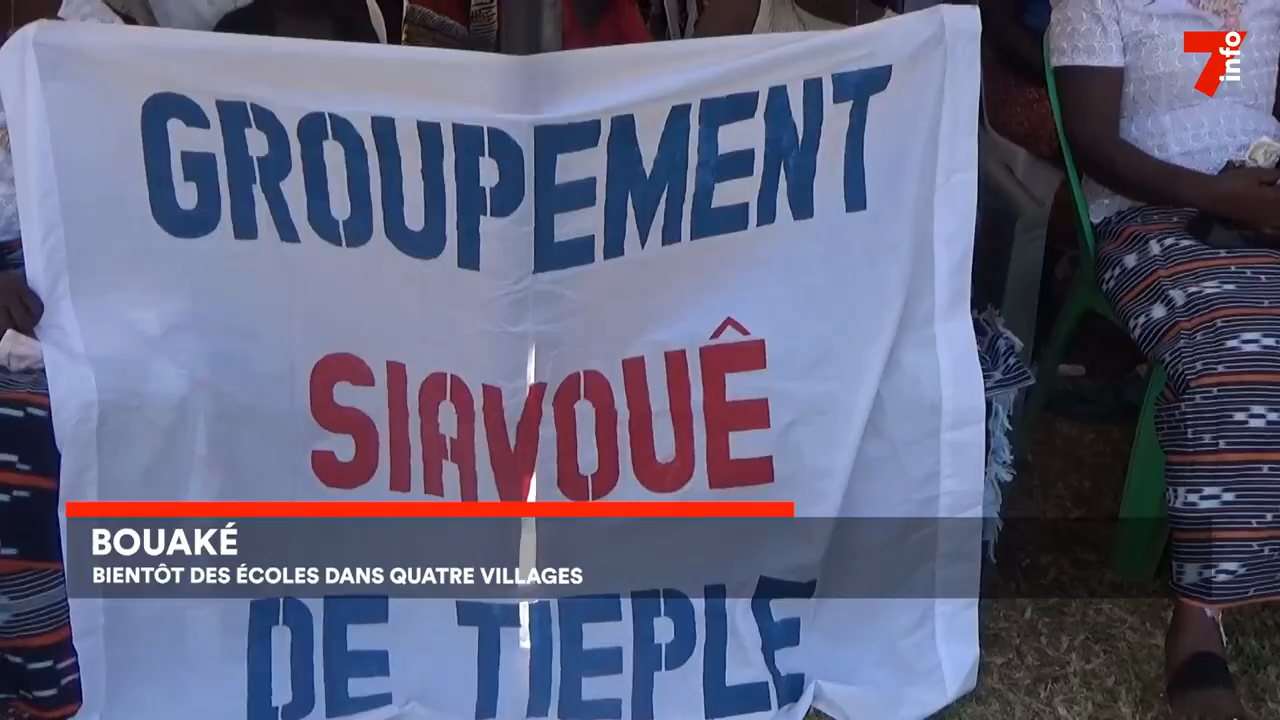 7info
GROUPEMENT
SIAVOUÊ
BOUAKÉ
BIENTÔT DES ÉCOLES DANS QUATRE VILLAGES
DE TIEPLE